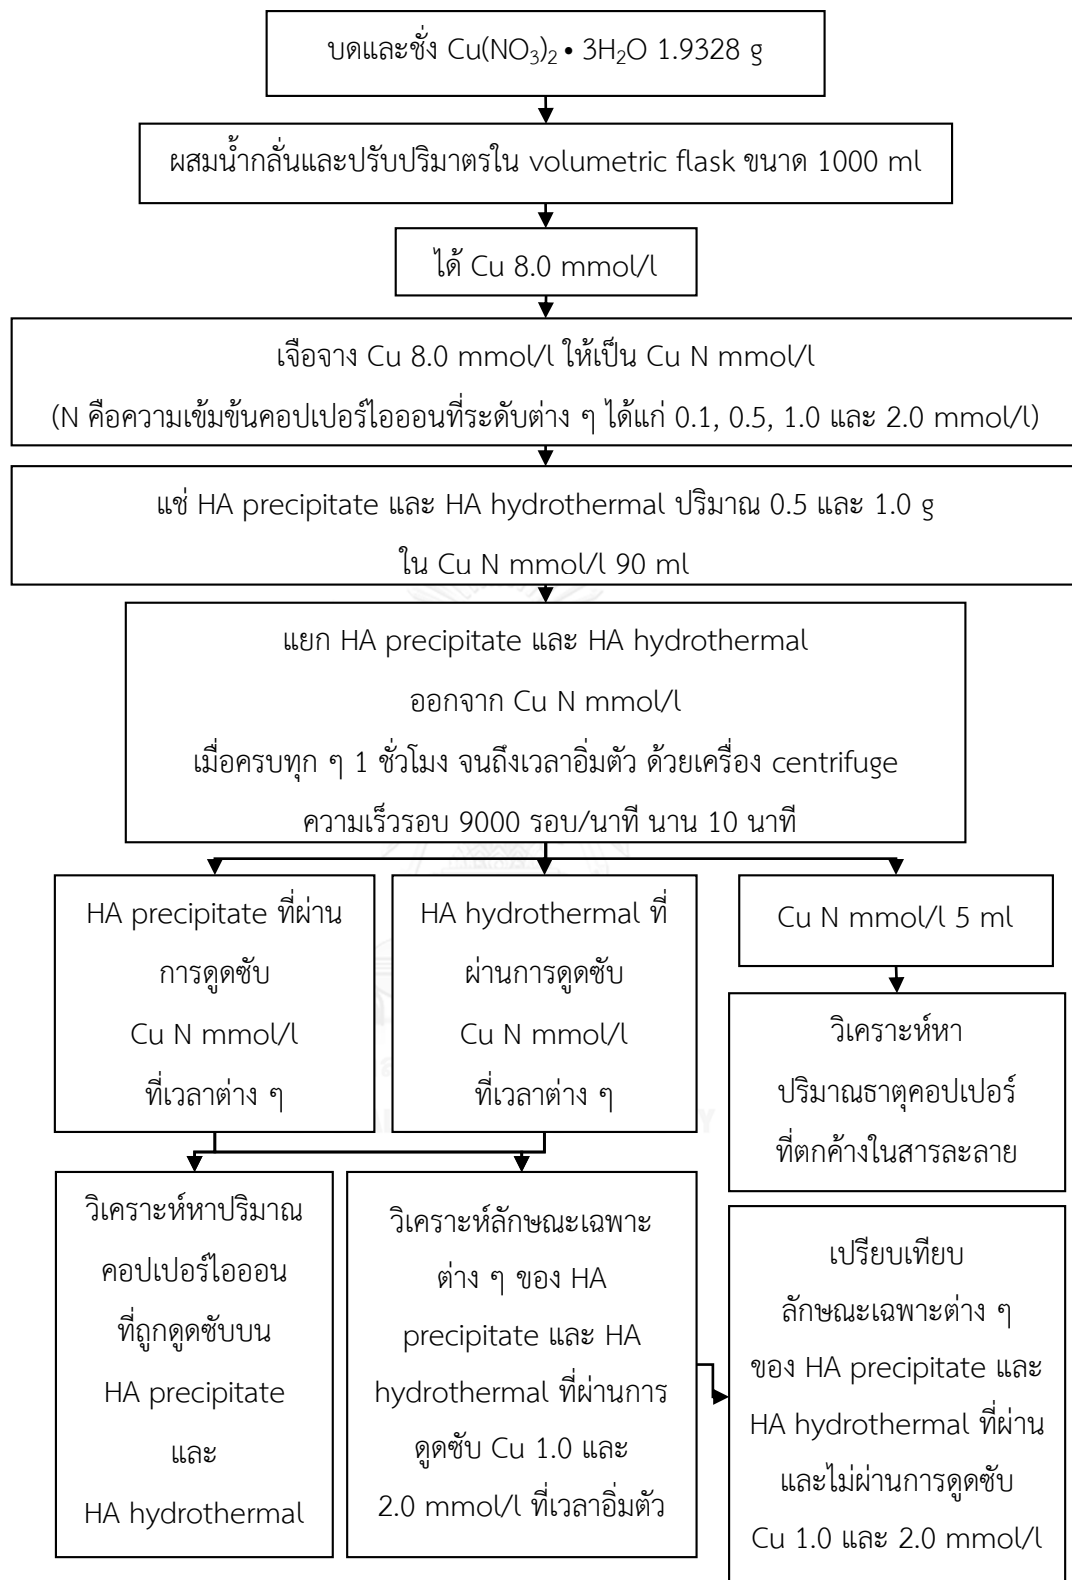 บดและชั่ง Cu(NO₃)₂ • 3H₂O 1.9328 g
ผสมน้ำกลั่นและปรับปริมาตรใน volumetric flask ขนาด 1000 ml
ได้ Cu 8.0 mmol/l
เจือจาง Cu 8.0 mmol/l ให้เป็น Cu N mmol/l
(N คือความเข้มข้นคอปเปอร์ไอออนที่ระดับต่าง ๆ ได้แก่ 0.1, 0.5, 1.0 และ 2.0 mmol/l)
แช่ HA precipitate และ HA hydrothermal ปริมาณ 0.5 และ 1.0 g
ใน Cu N mmol/l 90 ml
แยก HA precipitate และ HA hydrothermal
ออกจาก Cu N mmol/l
เมื่อครบทุก ๆ 1 ชั่วโมง จนถึงเวลาอิ่มตัว ด้วยเครื่อง centrifuge
ความเร็วรอบ 9000 รอบ/นาที นาน 10 นาที
HA precipitate ที่ผ่าน
การดูดซับ
Cu N mmol/l
ที่เวลาต่าง ๆ
HA hydrothermal ที่
ผ่านการดูดซับ
Cu N mmol/l
ที่เวลาต่าง ๆ
Cu N mmol/l 5 ml
วิเคราะห์หา
ปริมาณธาตุคอปเปอร์
ที่ตกค้างในสารละลาย
วิเคราะห์หาปริมาณ
คอปเปอร์ไอออน
ที่ถูกดูดซับบน
HA precipitate
และ
HA hydrothermal
วิเคราะห์ลักษณะเฉพาะ
ต่าง ๆ ของ HA
precipitate และ HA
hydrothermal ที่ผ่านการ
ดูดซับ Cu 1.0 และ
2.0 mmol/l ที่เวลาอิ่มตัว
เปรียบเทียบ
ลักษณะเฉพาะต่าง ๆ
ของ HA precipitate และ
HA hydrothermal ที่ผ่าน
และไม่ผ่านการดูดซับ
Cu 1.0 และ 2.0 mmol/l